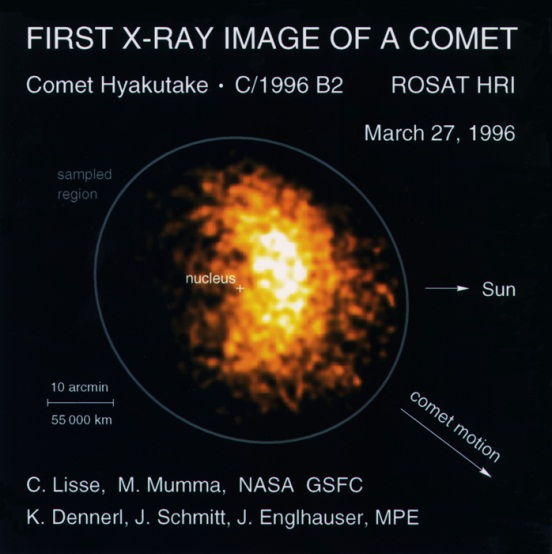 FIRST X-RAY IMAGE OF A COMET
Comet Hyakutake · C/1996 B2 ROSAT HRI
March 27, 1996
sampled
region
nucleus
Sun
10 arcmin
55 000 km
comet motion
C. Lisse, M. Mumma, NASA GSFC
K. Dennerl, J. Schmitt, J. Englhauser, MPE